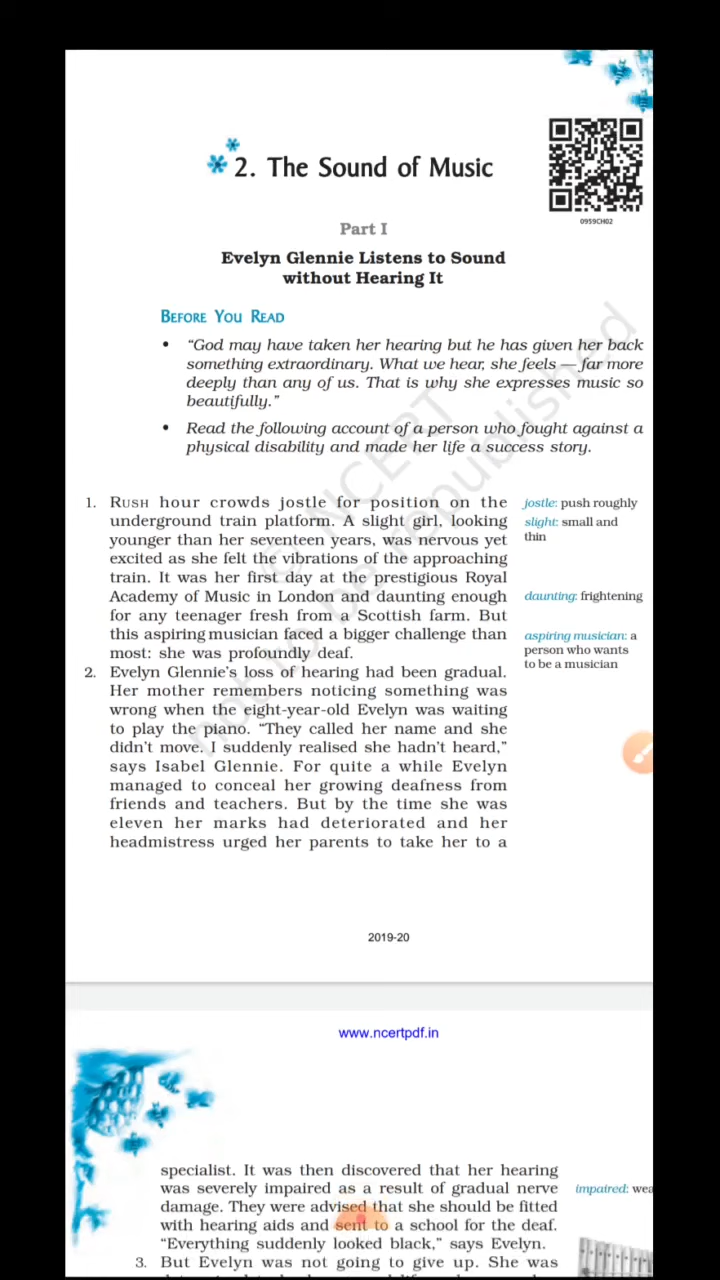 2. The Sound of Music
0959CH02
Part I
Evelyn Glennie Listens to Sound
without Hearing It
BEFORE YOU READ
• “God may have taken her hearing but he has given her back
something extraordinary. What we hear, she feels — far more
deeply than any of us. That is why she expresses music so
beautifully.”
• Read the following account of a person who fought against a
physical disability and made her life a success story.
1. RUSH hour crowds jostle for position on the
underground train platform. A slight girl, looking
younger than her seventeen years, was nervous yet
excited as she felt the vibrations of the approaching
train. It was her first day at the prestigious Royal
Academy of Music in London and daunting enough
for any teenager fresh from a Scottish farm. But
this aspiring musician faced a bigger challenge than
most: she was profoundly deaf.
jostle: push roughly
slight: small and
thin
daunting: frightening
aspiring musician: a
person who wants
to be a musician
2. Evelyn Glennie’s loss of hearing had been gradual.
Her mother remembers noticing something was
wrong when the eight-year-old Evelyn was waiting
to play the piano. “They called her name and she
didn’t move. I suddenly realised she hadn’t heard,”
says Isabel Glennie. For quite a while Evelyn
managed to conceal her growing deafness from
friends and teachers. But by the time she was
eleven her marks had deteriorated and her
headmistress urged her parents to take her to a
© NCERT
not to be republished
2019-20
www.ncertpdf.in
specialist. It was then discovered that her hearing
was severely impaired as a result of gradual nerve
damage. They were advised that she should be fitted
with hearing aids and sent to a school for the deaf.
“Everything suddenly looked black,” says Evelyn.
impaired: wea
3. But Evelyn was not going to give up. She was